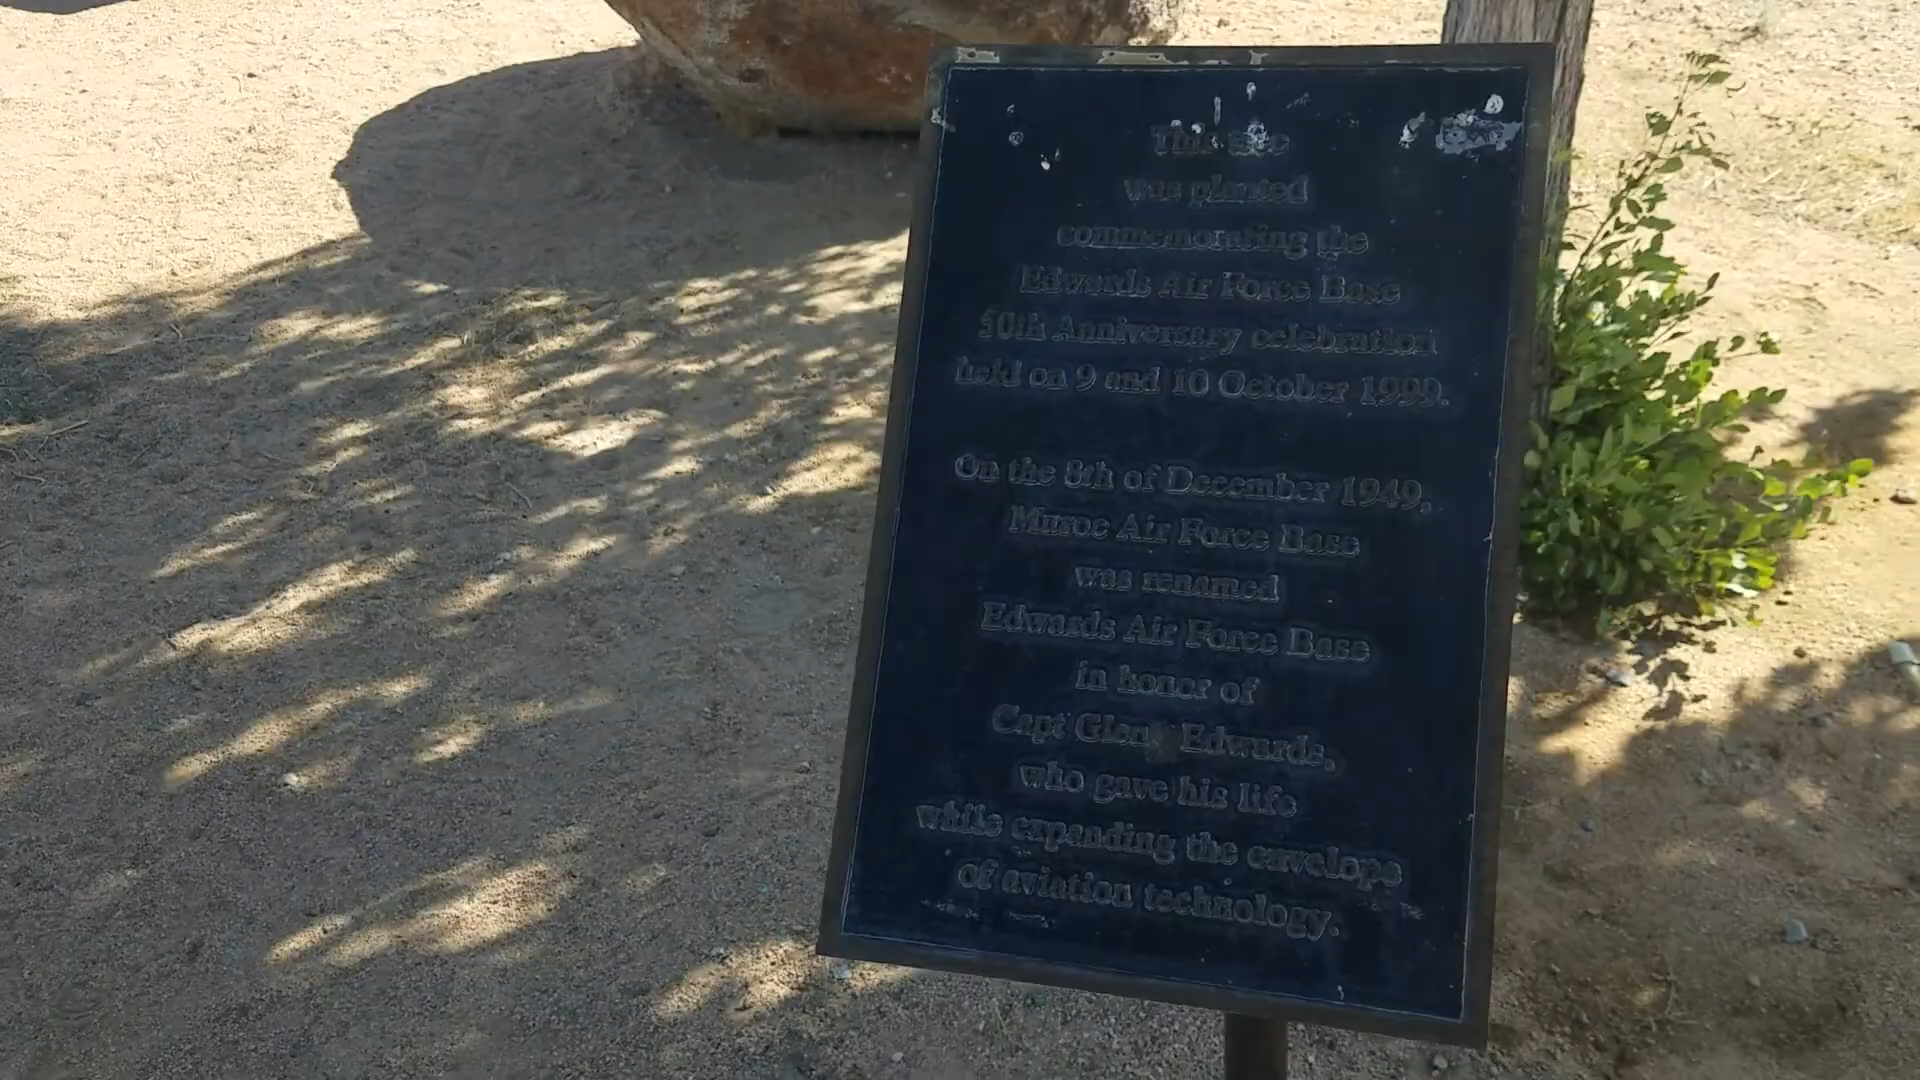 This tree
was planted
commemorating the
Edwards Air Force Base
50th Anniversary celebration
held on 9 and 10 October 1999.
On the 8th of December 1949,
Muroc Air Force Base
was renamed
Edwards Air Force Base
in honor of
Capt Glen Edwards,
who gave his life
while expanding the envelope
of aviation technology.